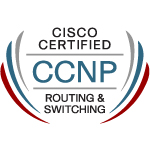 CISCO
CERTIFIED
CCNP
ROUTING &
SWITCHING